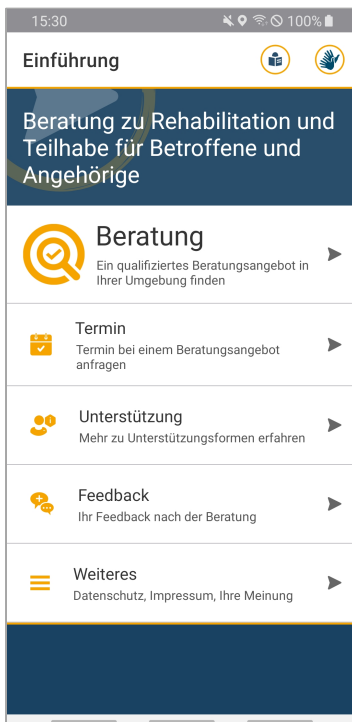 15:30
100%
Einführung
Beratung zu Rehabilitation und
Teilhabe für Betroffene und
Angehörige
Beratung
Ein qualifiziertes Beratungsangebot in
Ihrer Umgebung finden
Termin
Termin bei einem Beratungsangebot
anfragen
Unterstützung
Mehr zu Unterstützungsformen erfahren
Feedback
Ihr Feedback nach der Beratung
Weiteres
Datenschutz, Impressum, Ihre Meinung